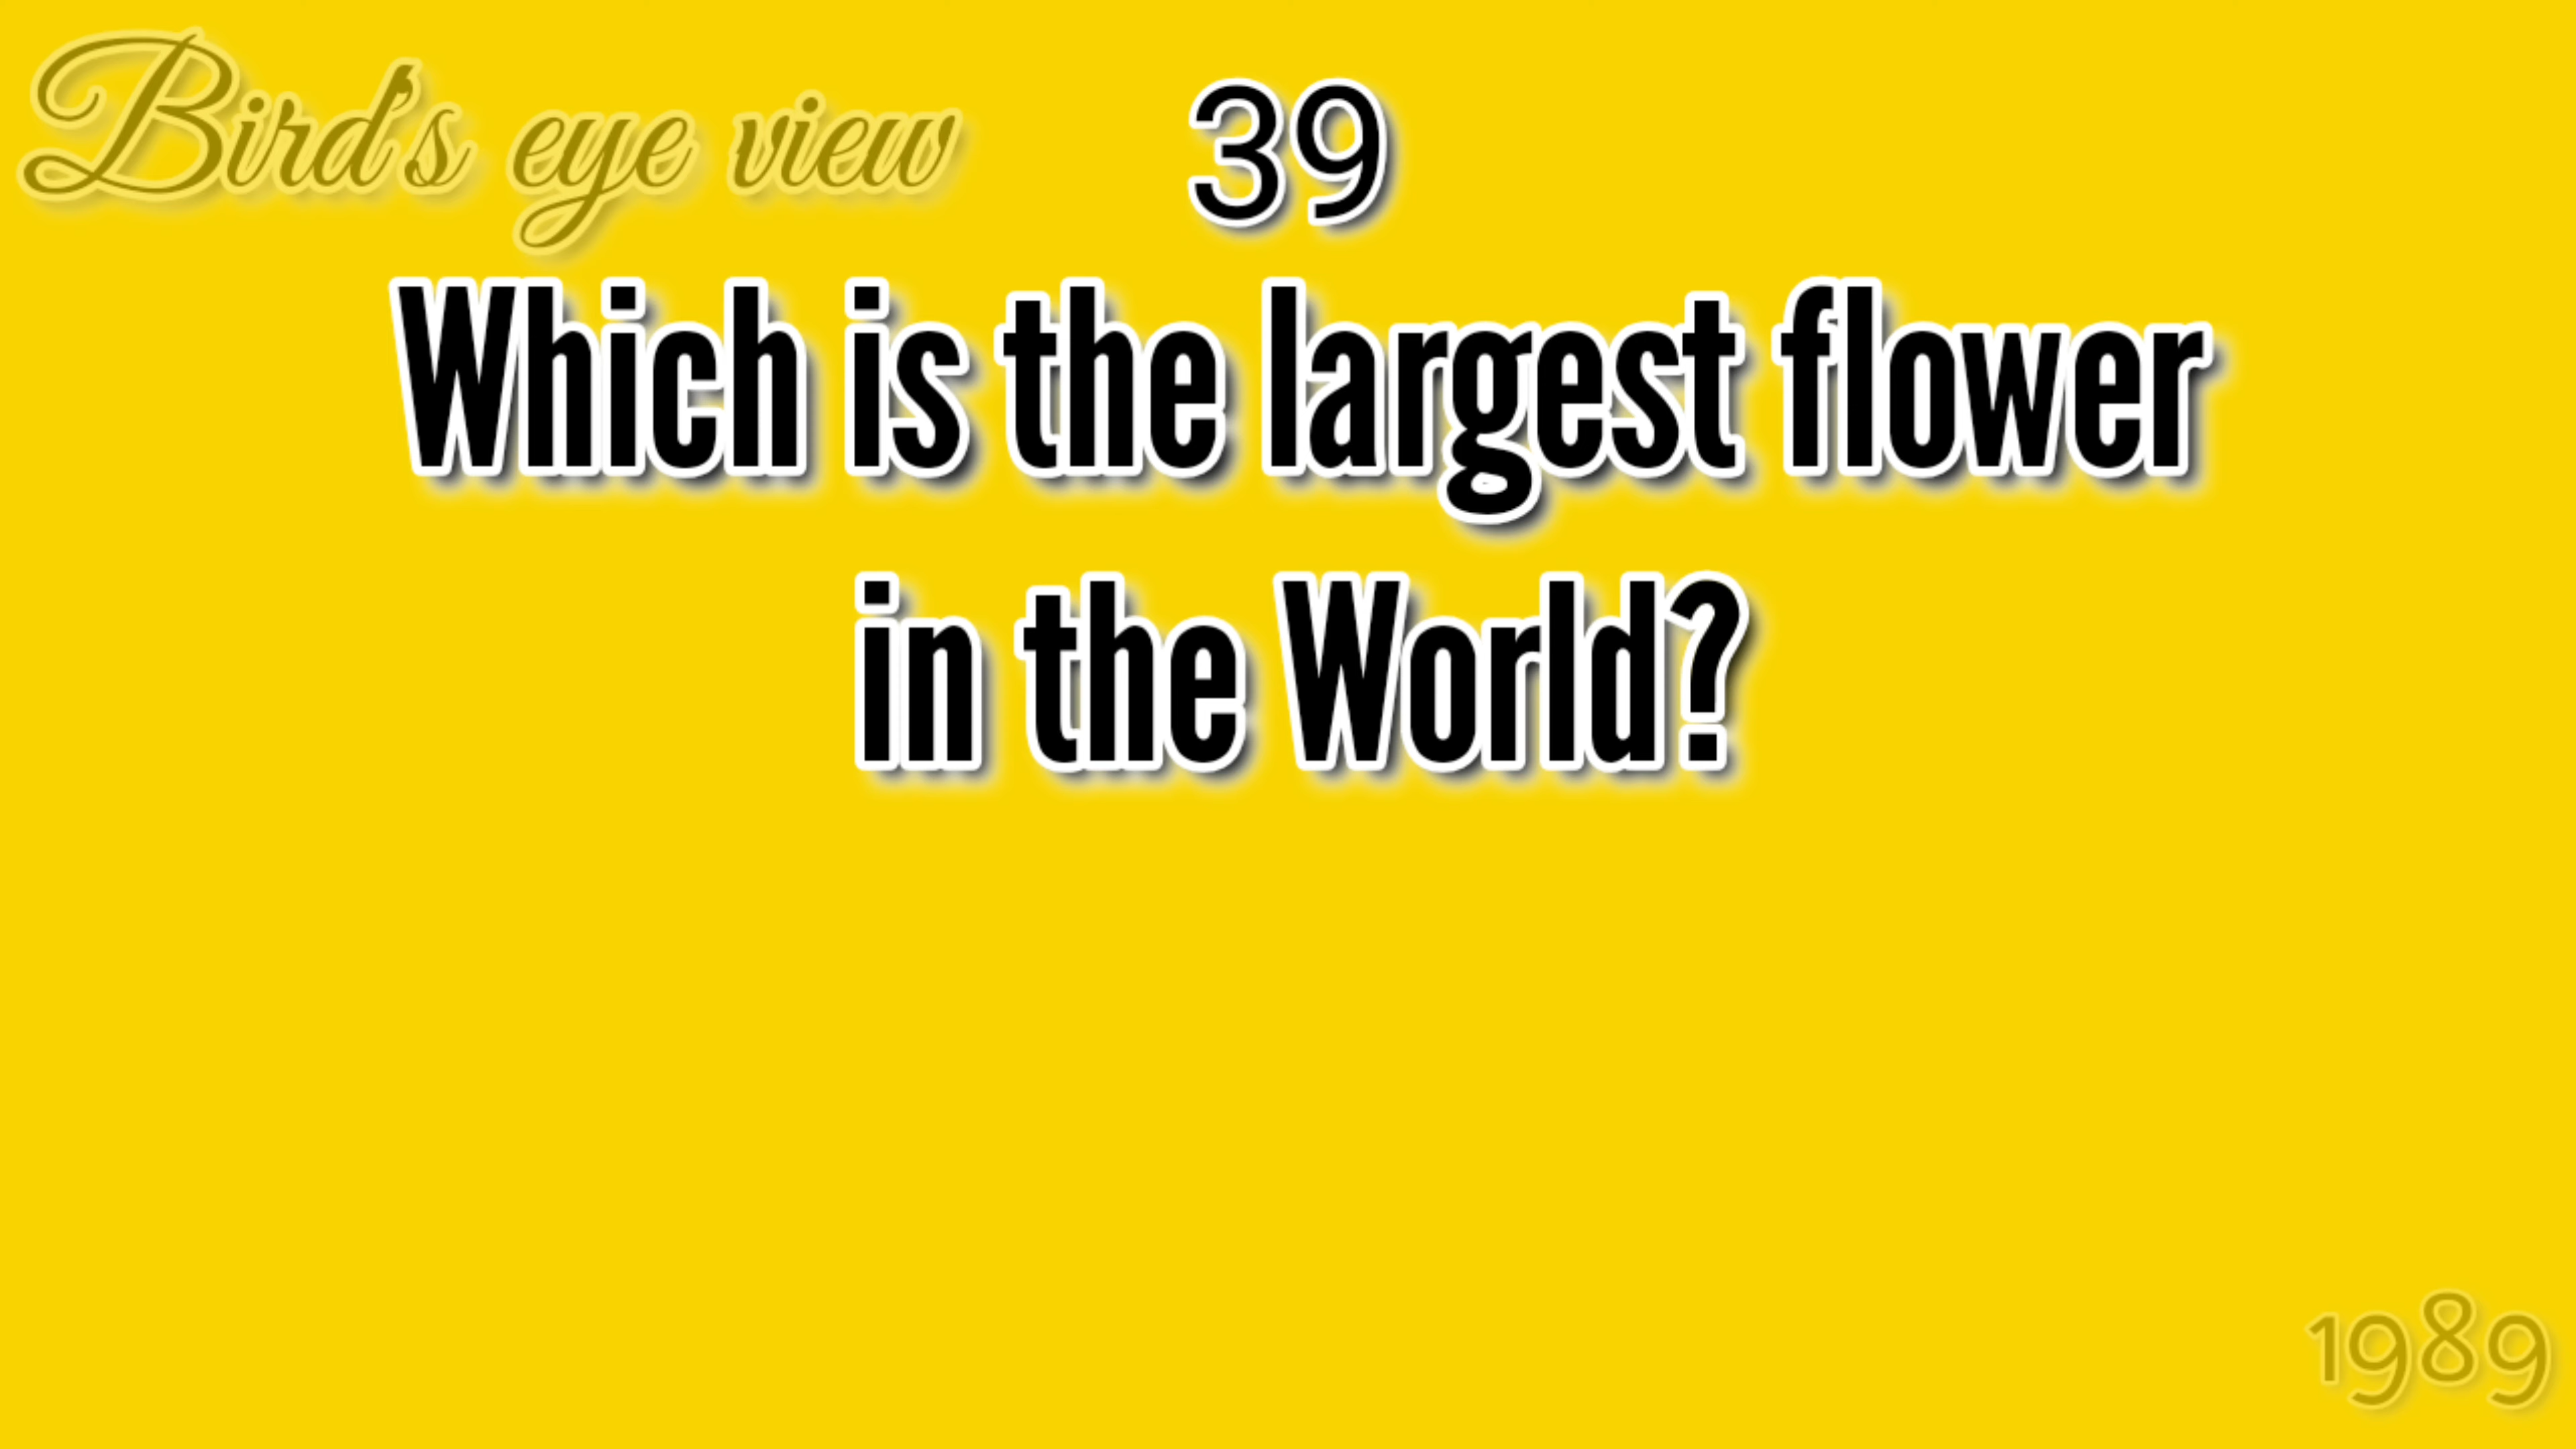 Bird's eye view
39
Which is the largest flower
in the World?
1989